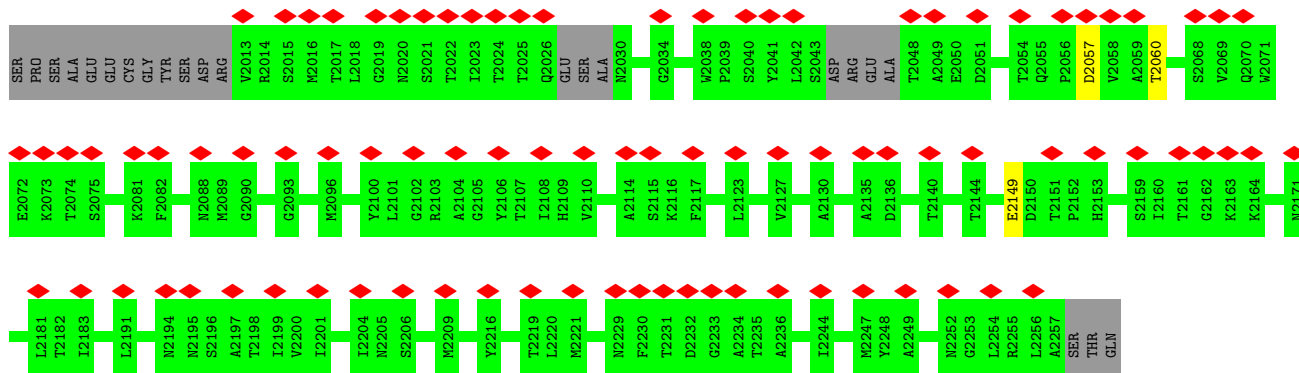 SER PRO SER ALA GLU GLU CYS GLY TYR SER ASP ARG V2013 R2014 S2015 M2016 T2017 L2018 G2019 N2020 S2021 T2022 I2023 T2024 T2025 Q2026 GLU SER ALA N2030 G2034 W2038 P2039 S2040 Y2041 L2042 S2043 ASP ARG GLU ALA T2048 A2049 E2050 D2051 T2054 Q2055 P2056 D2057 V2058 A2059 T2060 S2068 V2069 Q2070 W2071
E2072 K2073 T2074 S2075 K2081 F2082 N2088 M2089 G2090 G2093 M2096 Y2100 L2101 G2102 R2103 A2104 G2105 Y2106 T2107 I2108 H2109 V2110 A2114 S2115 K2116 F2117 L2123 V2127 A2130 A2135 D2136 T2140 T2144 E2149 D2150 T2151 P2152 H2153 S2159 I2160 T2161 G2162 K2163 K2164 N2171
L2181 T2182 I2183 L2191 N2194 N2195 S2196 A2197 T2198 I2199 V2200 I2201 I2204 N2205 S2206 M2209 Y2216 T2219 L2220 M2221 N2229 F2230 T2231 D2232 G2233 A2234 T2235 A2236 I2244 M2247 Y2248 A2249 N2252 G2253 L2254 R2255 L2256 A2257 SER THR GLN